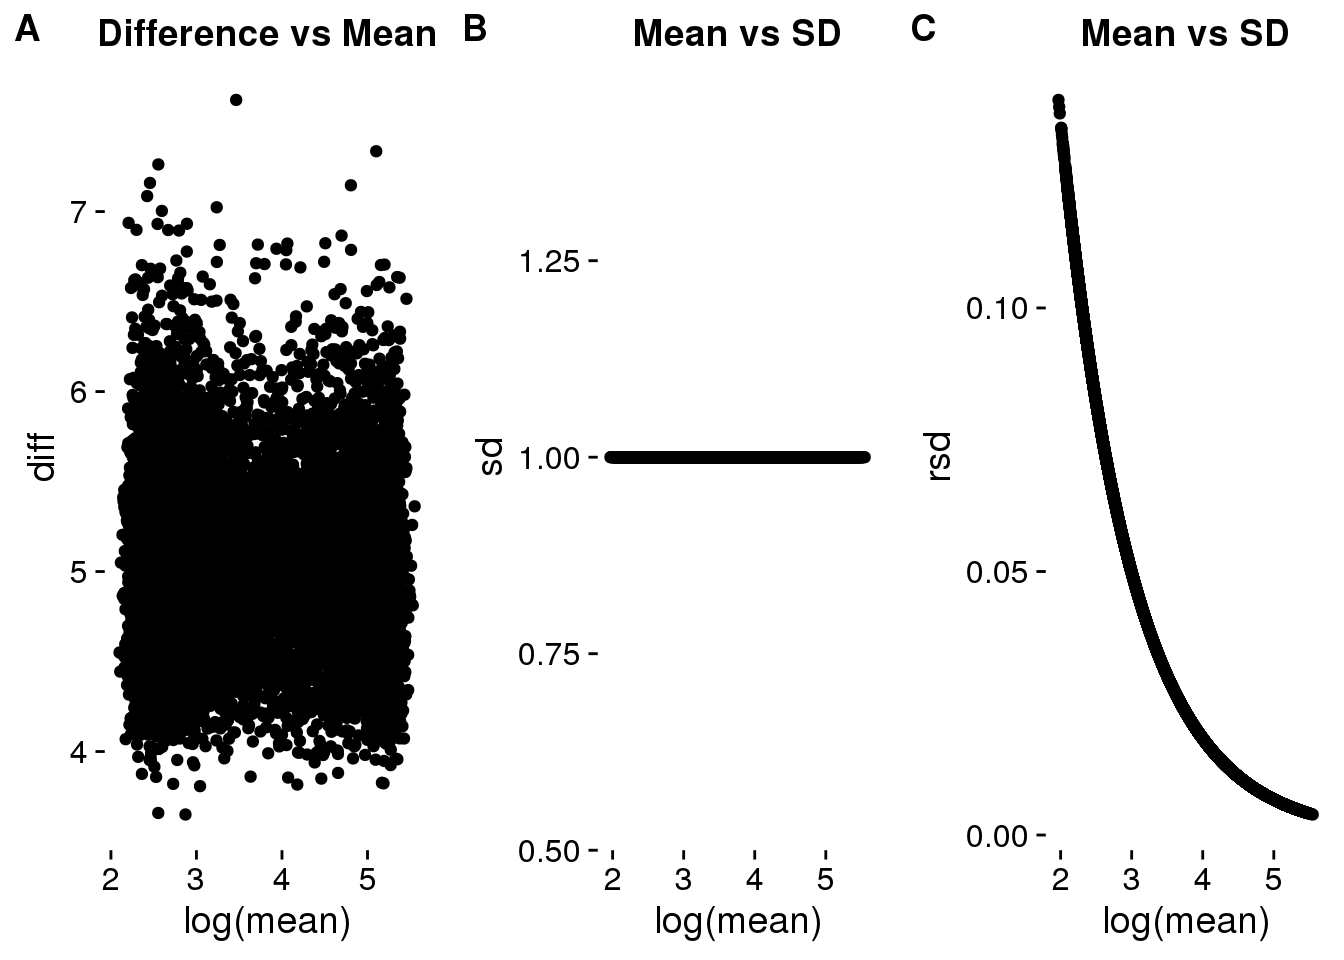 A
Difference vs Mean
diff
7
6
5
4
2 3 4 5
log(mean)
B
Mean vs SD
sd
1.25
1.00
0.75
0.50
2 3 4 5
log(mean)
C
Mean vs SD
rsd
0.10
0.05
0.00
2 3 4 5
log(mean)